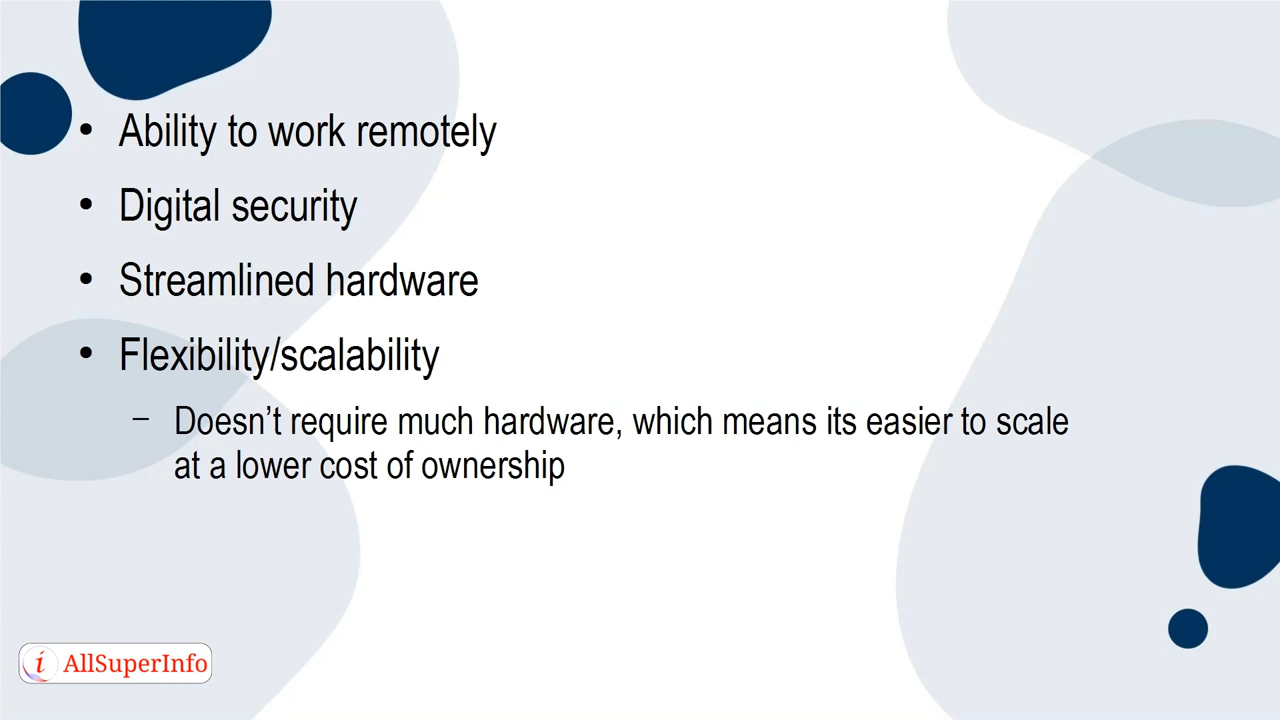 • Ability to work remotely
• Digital security
• Streamlined hardware
• Flexibility/scalability
– Doesn’t require much hardware, which means its easier to scale
at a lower cost of ownership
i AllSuperInfo